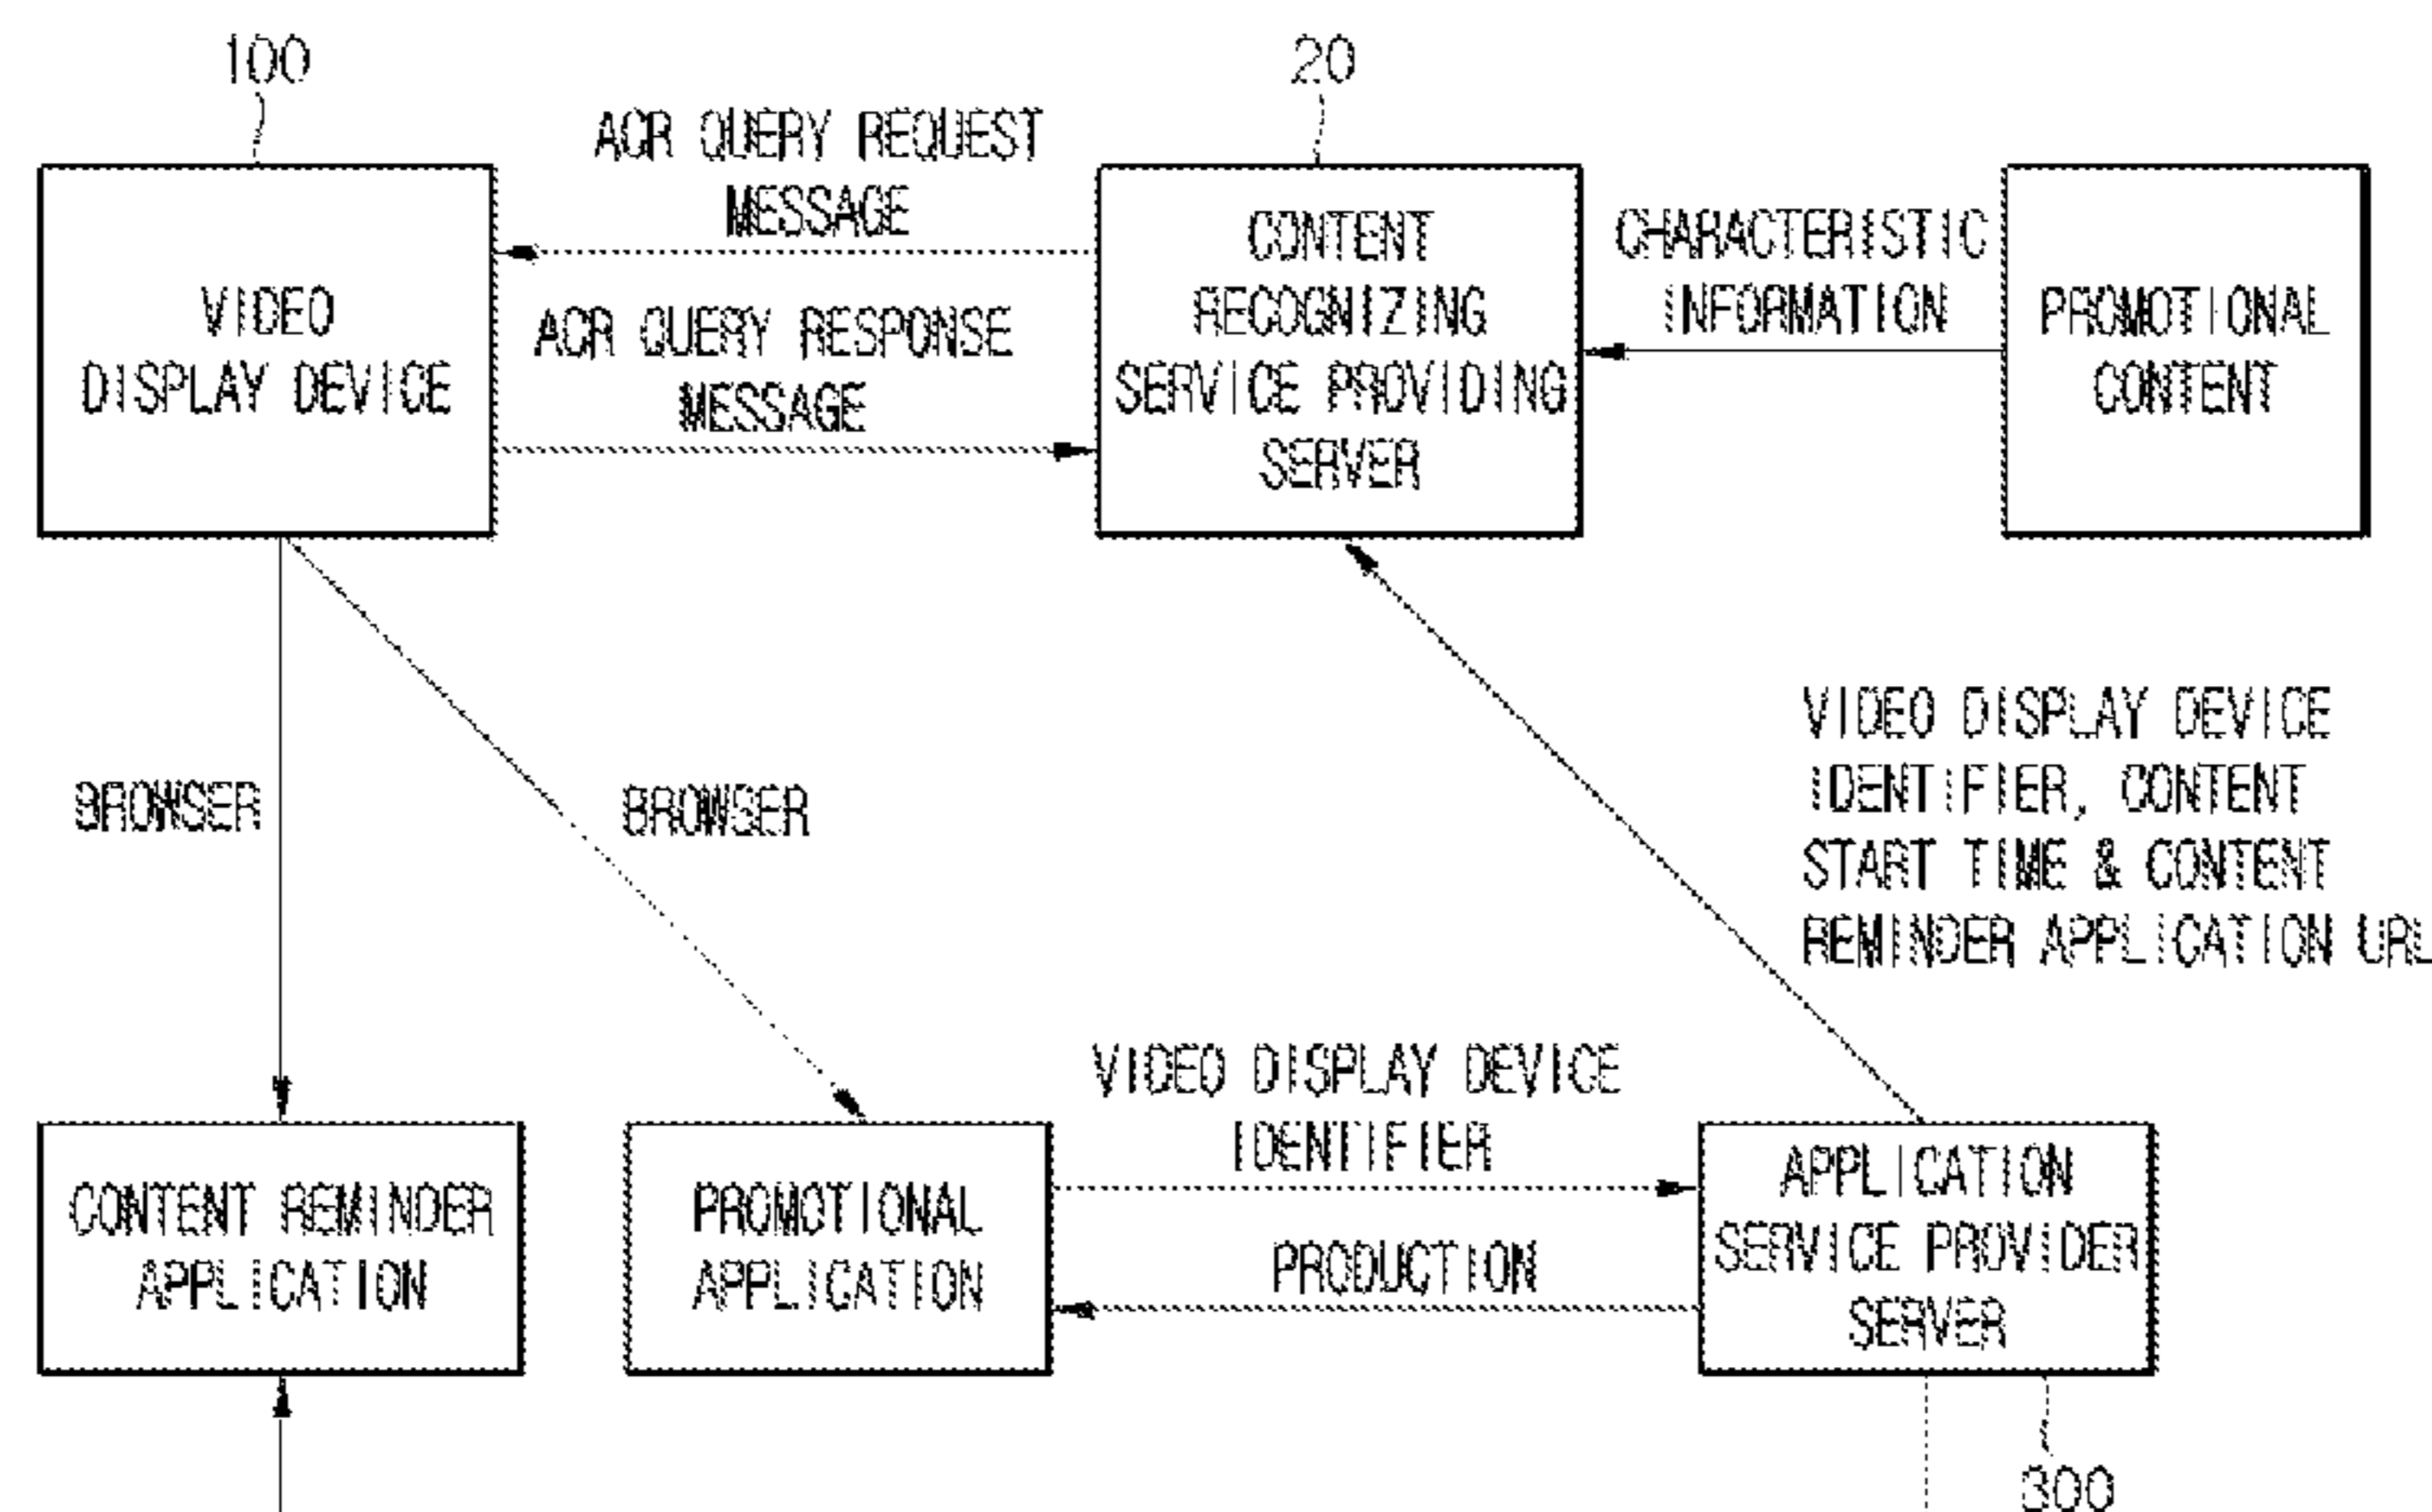 100
20
ACR QUERY REQUEST
MESSAGE
ACR QUERY RESPONSE
MESSAGE
VIDEO
DISPLAY DEVICE
CONTENT
RECOGNIZING
SERVICE PROVIDING
SERVER
CHARACTERISTIC
INFORMATION
PROMOTIONAL
CONTENT
BROWSER
BROWSER
VIDEO DISPLAY DEVICE
IDENTIFIER, CONTENT
START TIME & CONTENT
REMINDER APPLICATION URL
VIDEO DISPLAY DEVICE
IDENTIFIER
PRODUCTION
CONTENT REMINDER
APPLICATION
PROMOTIONAL
APPLICATION
APPLICATION
SERVICE PROVIDER
SERVER
300